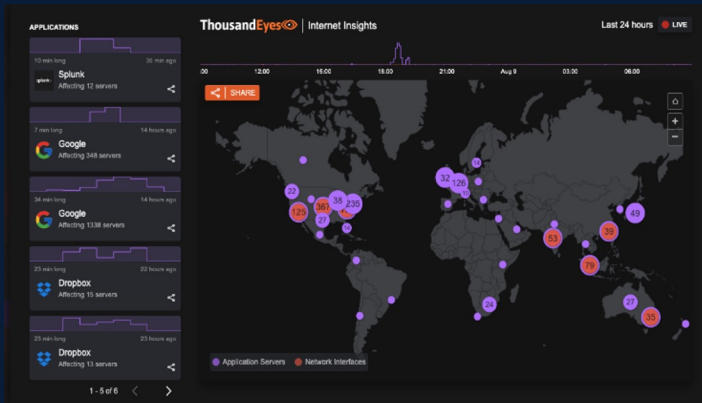 APPLICATIONS
ThousandEyes | Internet Insights
Last 24 hours
LIVE
10 min long
36 min ago
splunk>
Splunk
Affecting 12 servers
7 min long
14 hours ago
Google
Affecting 348 servers
34 min long
14 hours ago
Google
Affecting 1338 servers
23 min long
22 hours ago
Dropbox
Affecting 15 servers
25 min long
23 hours ago
Dropbox
Affecting 13 servers
1 - 5 of 6
:00
12:00
15:00
18:00
21:00
Aug 9
03:00
06:00
SHARE
+
−
14
32
126
22
38
235
367
125
27
49
39
53
79
24
27
35
Application Servers
Network Interfaces